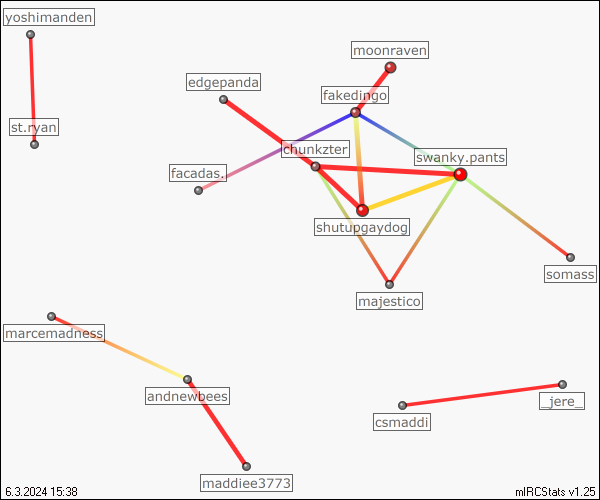 yoshimanden
moonraven
edgepanda
fakedingo
st.ryan
chunkzter
swanky.pants
facadas.
shutupgaydog
somass
majestico
marcemadness
andnewbees
_jere_
csmaddi
maddiee3773
6.3.2024 15:38
mIRCStats v1.25